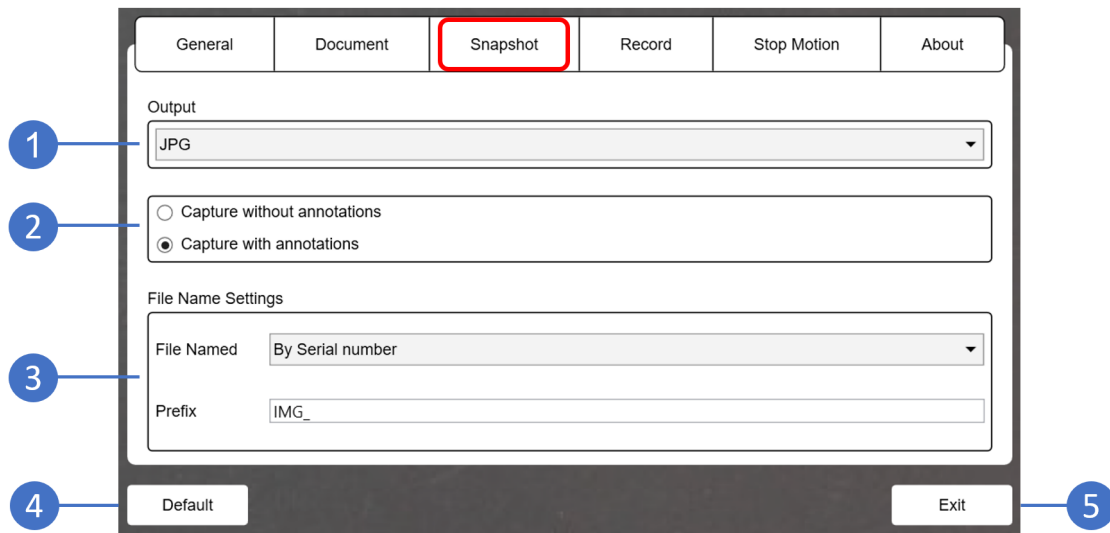 General Document Snapshot Record Stop Motion About
Output
1
JPG
2
Capture without annotations
Capture with annotations
File Name Settings
3
File Named By Serial number
Prefix IMG_
4 Default Exit 5